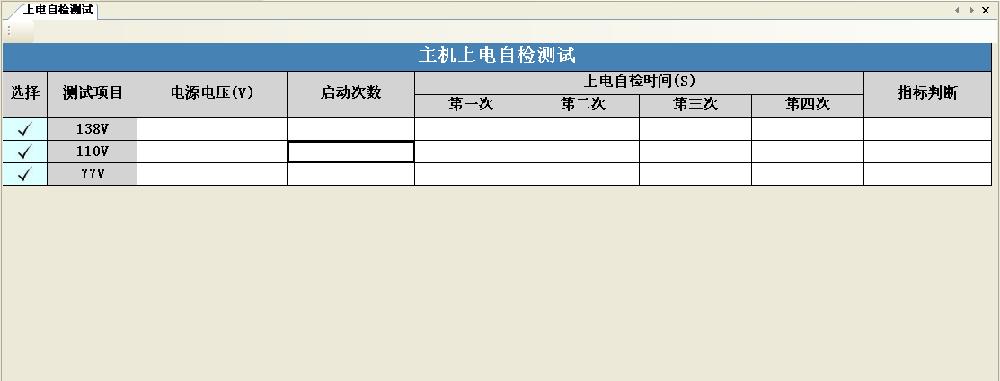 上电自检测试
主机上电自检测试
选择 测试项目 电源电压(V) 启动次数 上电自检时间(S) 指标判断
第一次 第二次 第三次 第四次
138V
110V
77V